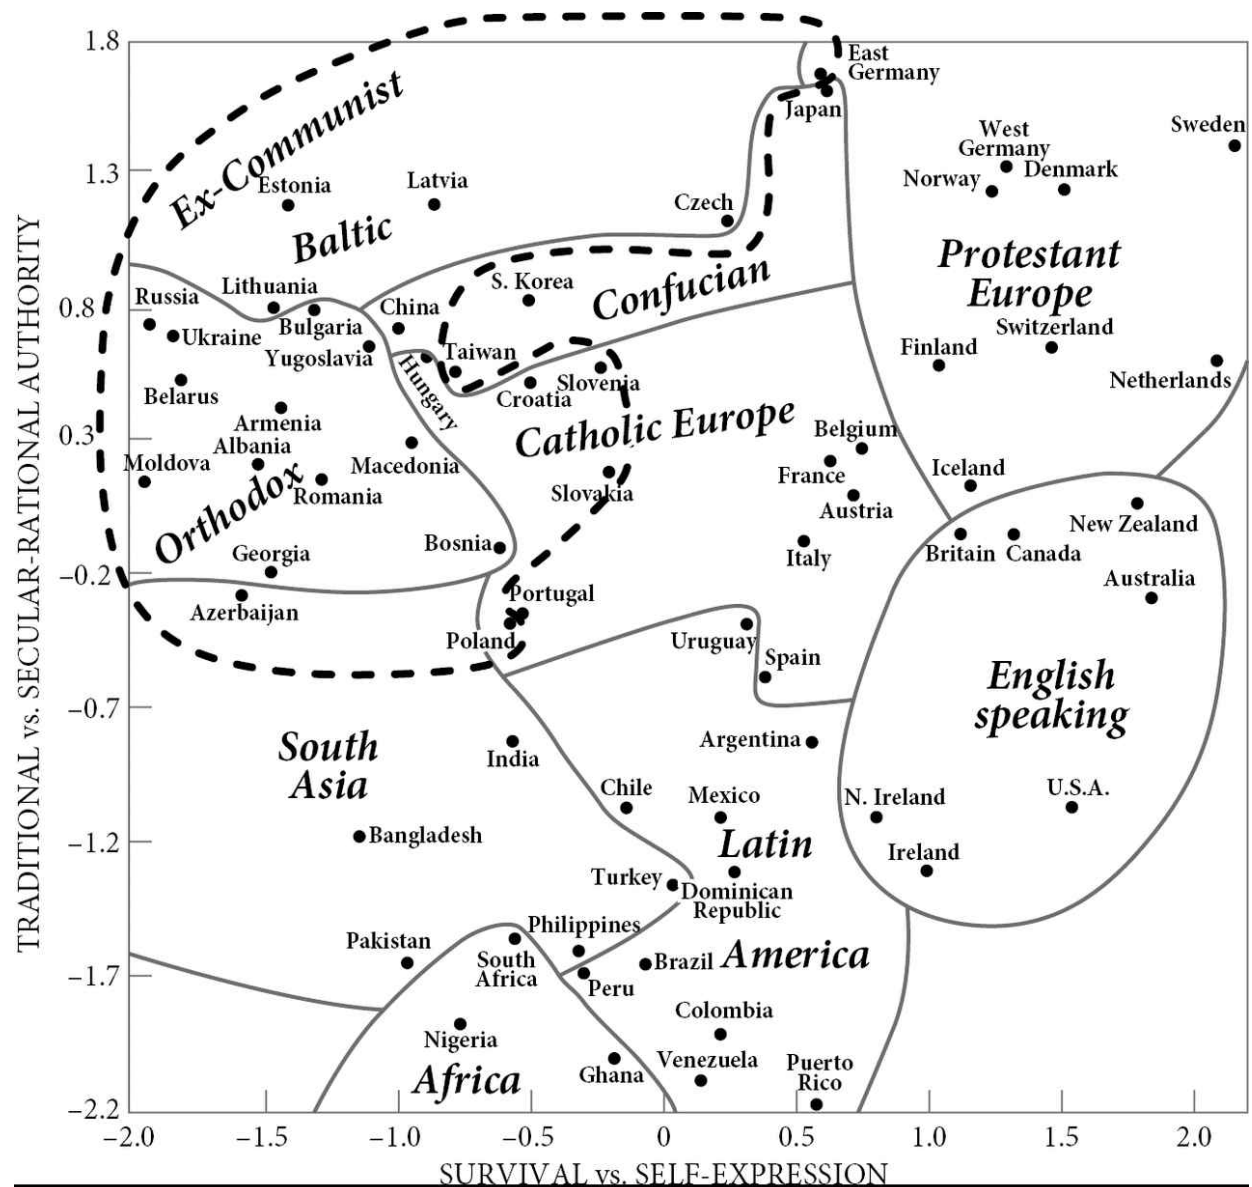 1.8
East
Germany
Japan
Sweden
West
Germany
Norway
Denmark
1.3
Ex-Communist
Estonia
Latvia
Baltic
Czech
Protestant
Europe
Confucian
S. Korea
Lithuania
Russia
0.8
Bulgaria
China
Ukraine
Yugoslavia
Taiwan
Hungary
Switzerland
Finland
Netherlands
Belarus
Croatia
Slovenia
Armenia
Albania
0.3
Catholic Europe
Belgium
Moldova
Macedonia
Romania
Slovakia
France
Iceland
Austria
Orthodox
New Zealand
Georgia
Bosnia
Italy
Britain
Canada
−0.2
Azerbaijan
Portugal
Australia
Poland
Uruguay
Spain
English
speaking
−0.7
South
Asia
India
Argentina
Chile
Mexico
N. Ireland
U.S.A.
−1.2
Bangladesh
Latin
Ireland
Turkey
Dominican
Republic
Philippines
Pakistan
South
Africa
Brazil
America
−1.7
Peru
Colombia
Nigeria
Venezuela
Puerto
Rico
Ghana
Africa
−2.2
−2.0
−1.5
−1.0
−0.5
0
0.5
1.0
1.5
2.0
SURVIVAL vs. SELF-EXPRESSION
TRADITIONAL vs. SECULAR-RATIONAL AUTHORITY